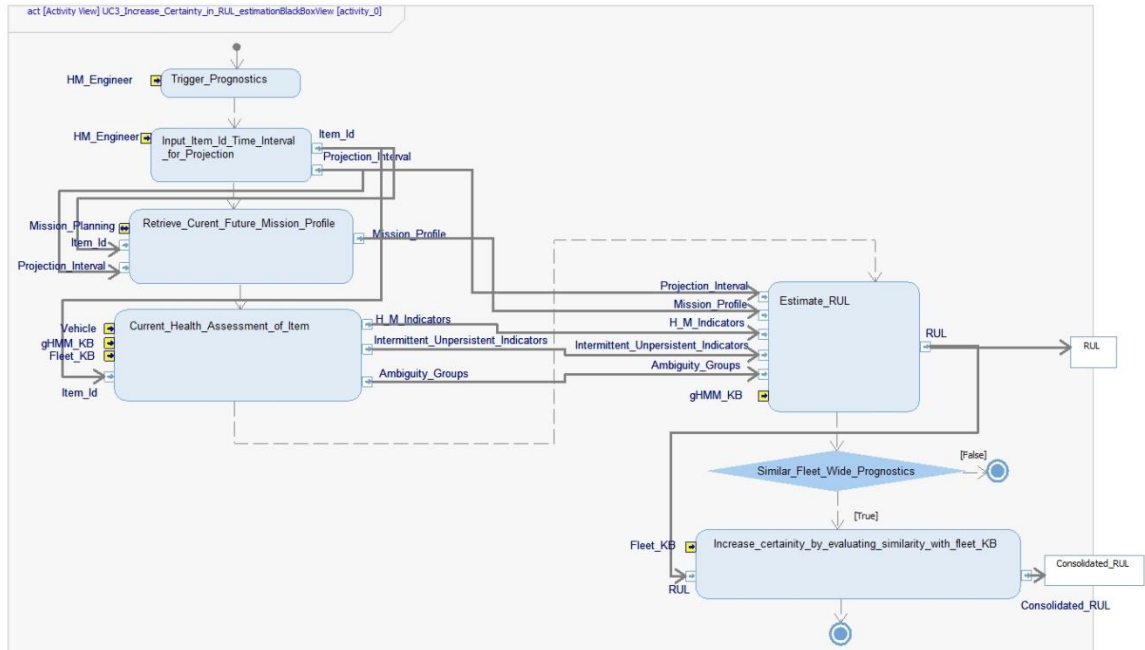 act [Activity View] UC3_Increase_Certainty_in_RUL_estimationBlackBoxView [activity_0]
HM_Engineer
Trigger_Prognostics
HM_Engineer
Input_Item_Id_Time_Interval
_for_Projection
Item_Id
Projection_Interval
Mission_Planning
Item_Id
Projection_Interval
Retrieve_Curent_Future_Mission_Profile
Mission_Profile
Vehicle
gHMM_KB
Fleet_KB
Item_Id
Current_Health_Assessment_of_Item
H_M_Indicators
Intermittent_Unpersistent_Indicators
Ambiguity_Groups
Projection_Interval
Mission_Profile
H_M_Indicators
Intermittent_Unpersistent_Indicators
Ambiguity_Groups
gHMM_KB
Estimate_RUL
RUL
RUL
Similar_Fleet_Wide_Prognostics
[False]
[True]
Fleet_KB
RUL
Increase_certainity_by_evaluating_similarity_with_fleet_KB
Consolidated_RUL
Consolidated_RUL